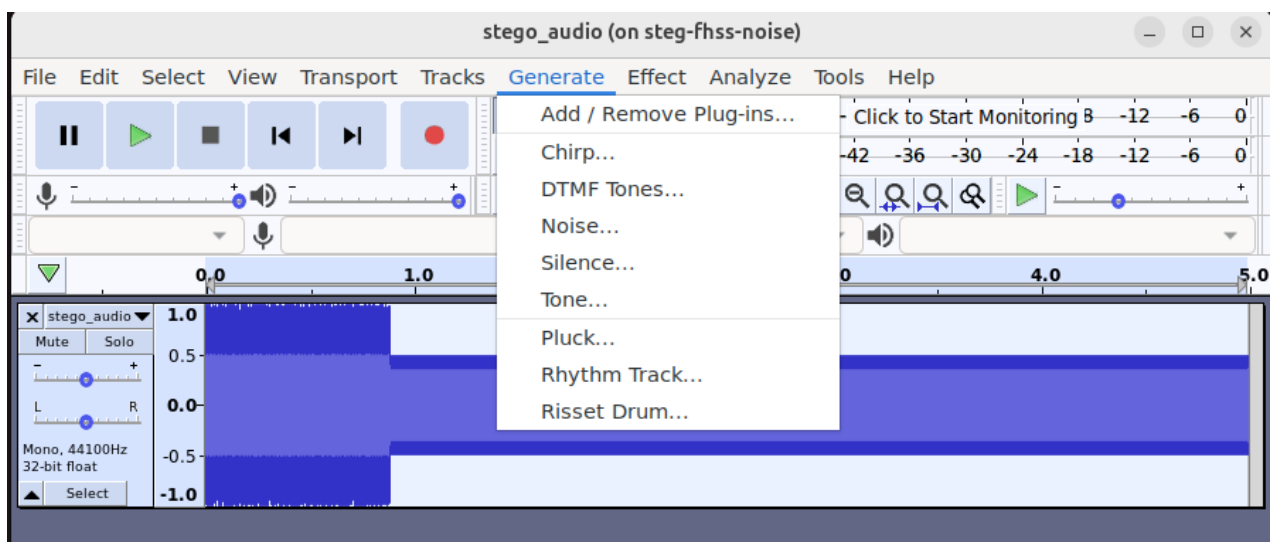 stego_audio (on steg-fhss-noise)
File Edit Select View Transport Tracks Generate Effect Analyze Tools Help
Add / Remove Plug-ins...
- Click to Start Monitoring 8 -12 -6 0
Chirp...
-42 -36 -30 -24 -18 -12 -6 0
DTMF Tones...
Noise...
Silence...
0,0 1.0 0 4.0 5.0
Tone...
x stego_audio
1.0
Mute Solo
Pluck...
0.5
- +
Rhythm Track...
L R
0.0
Risset Drum...
Mono, 44100Hz
-0.5
32-bit float
Select
-1.0